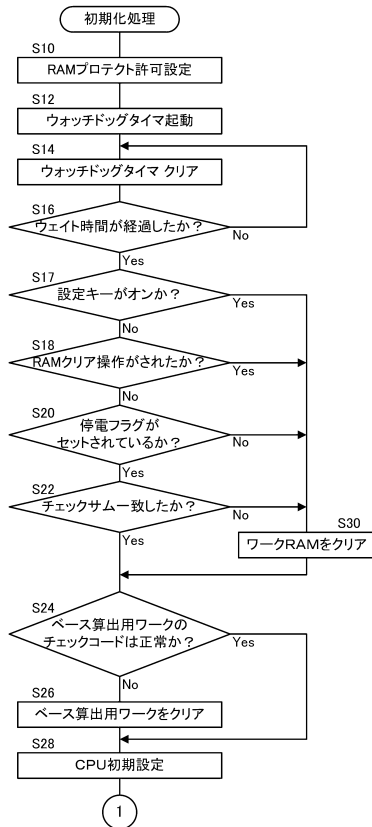 初期化処理
S10
RAMプロテクト許可設定
S12
ウォッチドッグタイマ起動
S14
ウォッチドッグタイマ クリア
S16
ウェイト時間が経過したか？
No
Yes
S17
設定キーがオンか？
Yes
No
S18
RAMクリア操作がされたか？
Yes
No
S20
停電フラグが
セットされているか？
No
Yes
S22
チェックサム一致したか？
No
Yes
S30
ワークRAMをクリア
S24
ベース算出用ワークの
チェックコードは正常か？
Yes
No
S26
ベース算出用ワークをクリア
S28
CPU初期設定
1